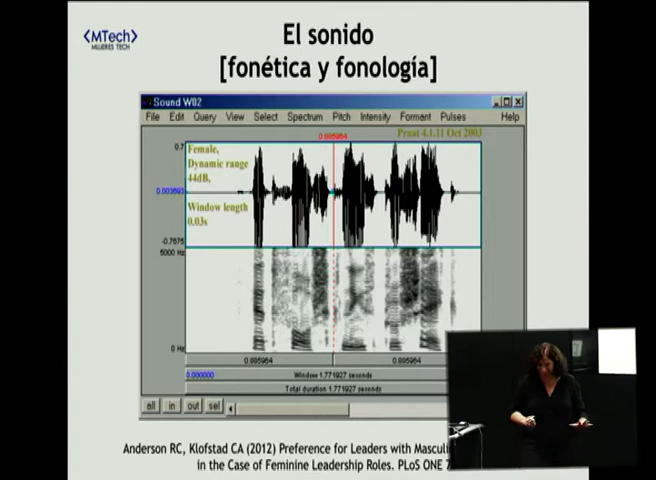 <MTech>
MUJERES TECH
El sonido
[fonética y fonología]
Sound W02
File Edit Query View Select Spectrum Pitch Intensity Formant Pulses Help
0.885964
Praat 4.1.11 Oct 2003
0.7
Female,
Dynamic range
44dB,
0.003693
Window length
0.03s
-0.7675
5000 Hz
0 Hz
0.885964 0.885964
0.000000 Window 1.771927 seconds
Total duration 1.771927 seconds
all in out sel
Anderson RC, Klofstad CA (2012) Preference for Leaders with
in the Case of Feminine Leadership Roles. PLoS ONE